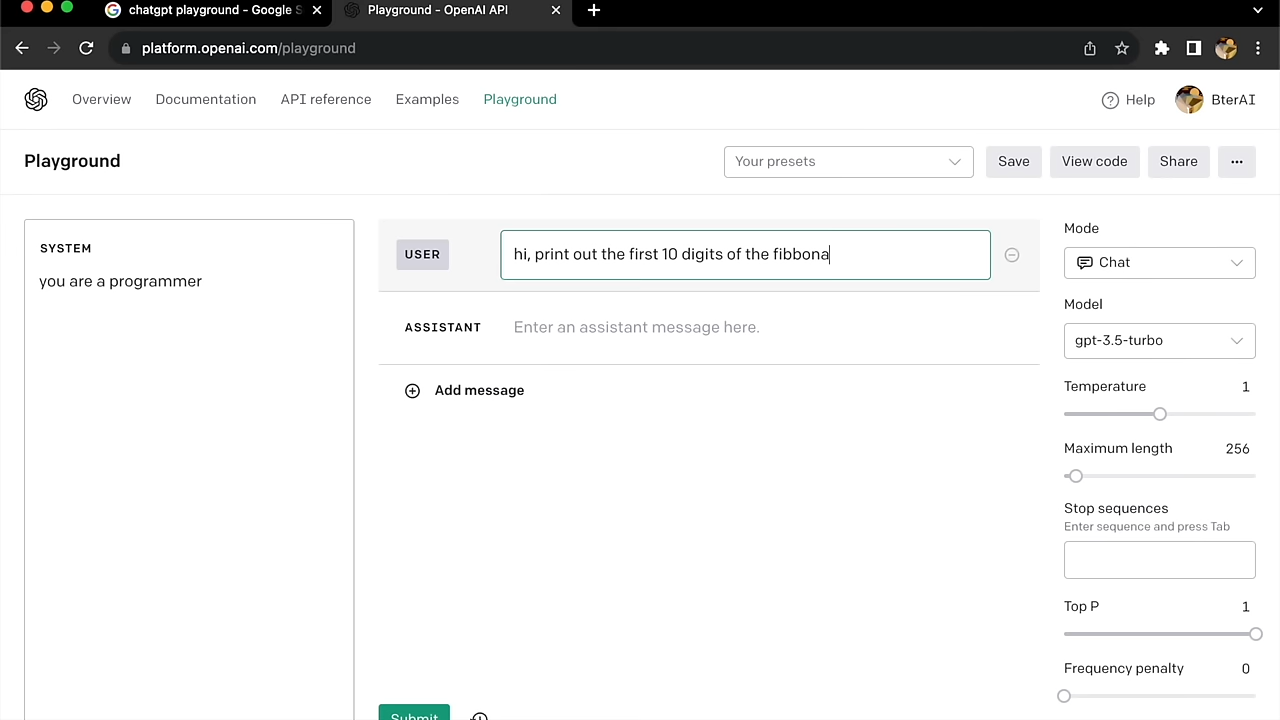 chatgpt playground - Google S
Playground - OpenAI API
platform.openai.com/playground
Overview Documentation API reference Examples Playground
Help BterAI
Playground
Your presets Save View code Share ...
SYSTEM
you are a programmer
USER hi, print out the first 10 digits of the fibbona
ASSISTANT Enter an assistant message here.
Add message
Submit
Mode
Chat
Model
gpt-3.5-turbo
Temperature 1
Maximum length 256
Stop sequences
Enter sequence and press Tab
Top P 1
Frequency penalty 0